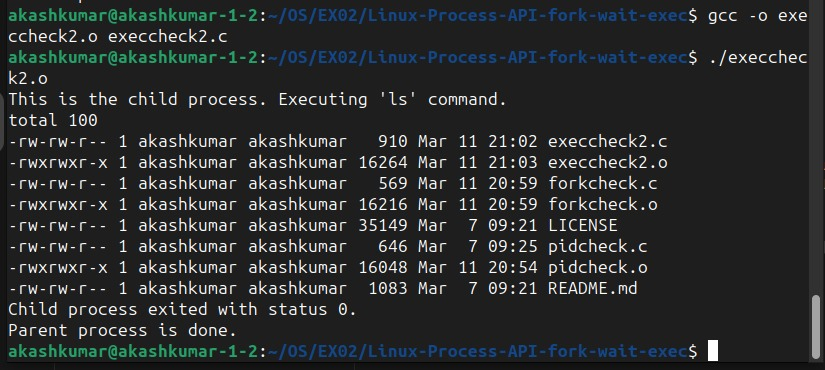 akashkumar@akashkumar-1-2:~/OS/EX02/Linux-Process-API-fork-wait-exec$ gcc -o exe
ccheck2.o execcheck2.c
akashkumar@akashkumar-1-2:~/OS/EX02/Linux-Process-API-fork-wait-exec$ ./execchec
k2.o
This is the child process. Executing 'ls' command.
total 100
-rw-rw-r-- 1 akashkumar akashkumar   910 Mar 11 21:02 execcheck2.c
-rwxrwxr-x 1 akashkumar akashkumar 16264 Mar 11 21:03 execcheck2.o
-rw-rw-r-- 1 akashkumar akashkumar   569 Mar 11 20:59 forkcheck.c
-rwxrwxr-x 1 akashkumar akashkumar 16216 Mar 11 20:59 forkcheck.o
-rw-rw-r-- 1 akashkumar akashkumar 35149 Mar  7 09:21 LICENSE
-rw-rw-r-- 1 akashkumar akashkumar   646 Mar  7 09:25 pidcheck.c
-rwxrwxr-x 1 akashkumar akashkumar 16048 Mar 11 20:54 pidcheck.o
-rw-rw-r-- 1 akashkumar akashkumar  1083 Mar  7 09:21 README.md
Child process exited with status 0.
Parent process is done.
akashkumar@akashkumar-1-2:~/OS/EX02/Linux-Process-API-fork-wait-exec$